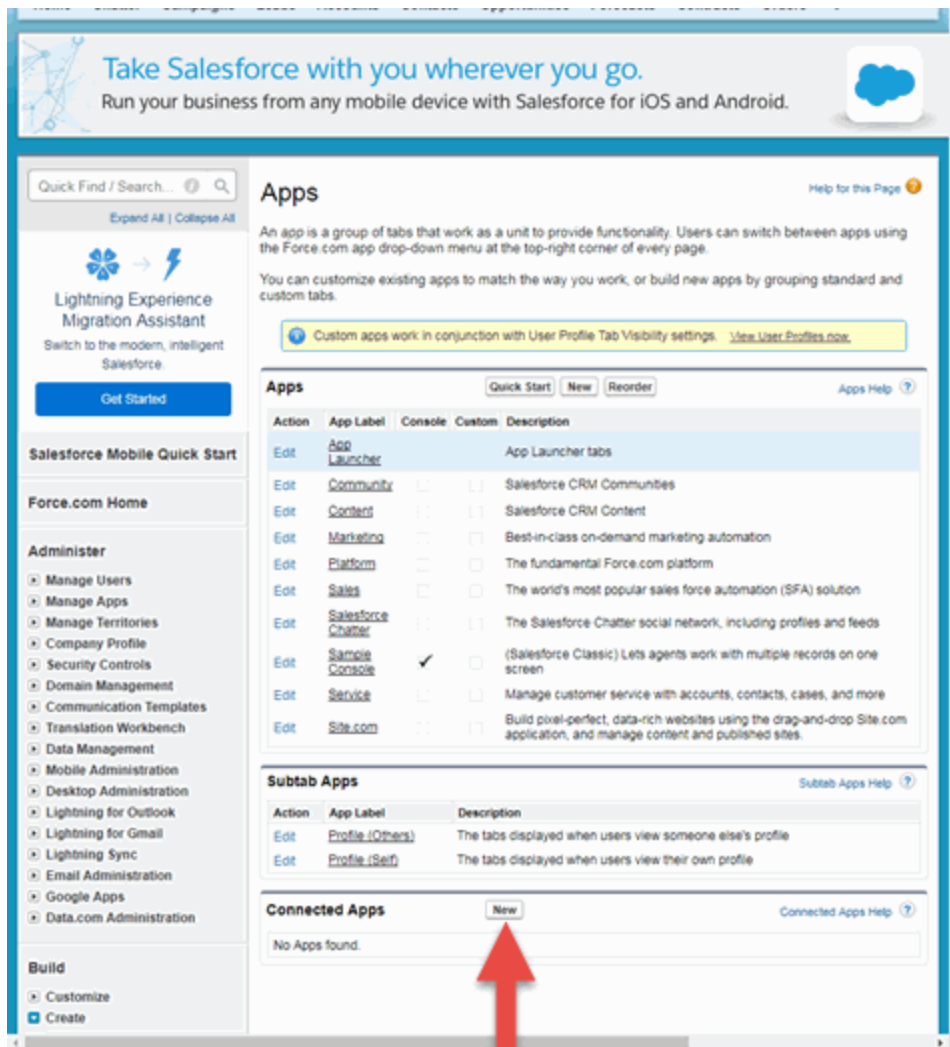 Take Salesforce with you wherever you go.
Run your business from any mobile device with Salesforce for iOS and Android.
Quick Find / Search...
Expand All | Collapse All
Lightning Experience
Migration Assistant
Switch to the modern, intelligent
Salesforce.
Get Started
Salesforce Mobile Quick Start
Force.com Home
Administer
Manage Users
Manage Apps
Manage Territories
Company Profile
Security Controls
Domain Management
Communication Templates
Translation Workbench
Data Management
Mobile Administration
Desktop Administration
Lightning for Outlook
Lightning for Gmail
Lightning Sync
Email Administration
Google Apps
Data.com Administration
Build
Customize
Create
Apps
Help for this Page
An app is a group of tabs that work as a unit to provide functionality. Users can switch between apps using
the Force.com app drop-down menu at the top-right corner of every page.
You can customize existing apps to match the way you work, or build new apps by grouping standard and
custom tabs.
Custom apps work in conjunction with User Profile Tab Visibility settings. View User Profiles now.
Apps Quick Start New Reorder Apps Help ?
Action App Label Console Custom Description
Edit App Launcher App Launcher tabs
Edit Community Salesforce CRM Communities
Edit Content Salesforce CRM Content
Edit Marketing Best-in-class on-demand marketing automation
Edit Platform The fundamental Force.com platform
Edit Sales The world's most popular sales force automation (SFA) solution
Edit Salesforce Chatter The Salesforce Chatter social network, including profiles and feeds
Edit Sample Console (Salesforce Classic) Lets agents work with multiple records on one
screen
Edit Service Manage customer service with accounts, contacts, cases, and more
Edit Site.com Build pixel-perfect, data-rich websites using the drag-and-drop Site.com
application, and manage content and published sites.
Subtab Apps Subtab Apps Help ?
Action App Label Description
Edit Profile (Others) The tabs displayed when users view someone else's profile
Edit Profile (Self) The tabs displayed when users view their own profile
Connected Apps New Connected Apps Help ?
No Apps found.